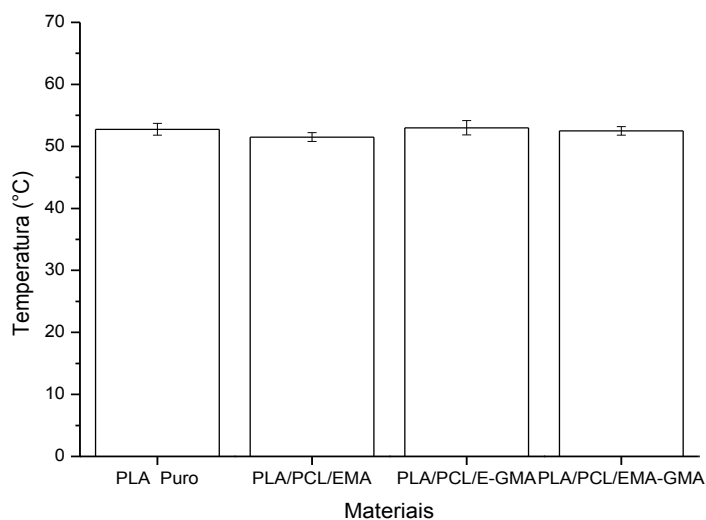 70
60
50
40
30
20
10
0
Temperatura (°C)
PLA Puro
PLA/PCL/EMA
PLA/PCL/E-GMA
PLA/PCL/EMA-GMA
Materiais